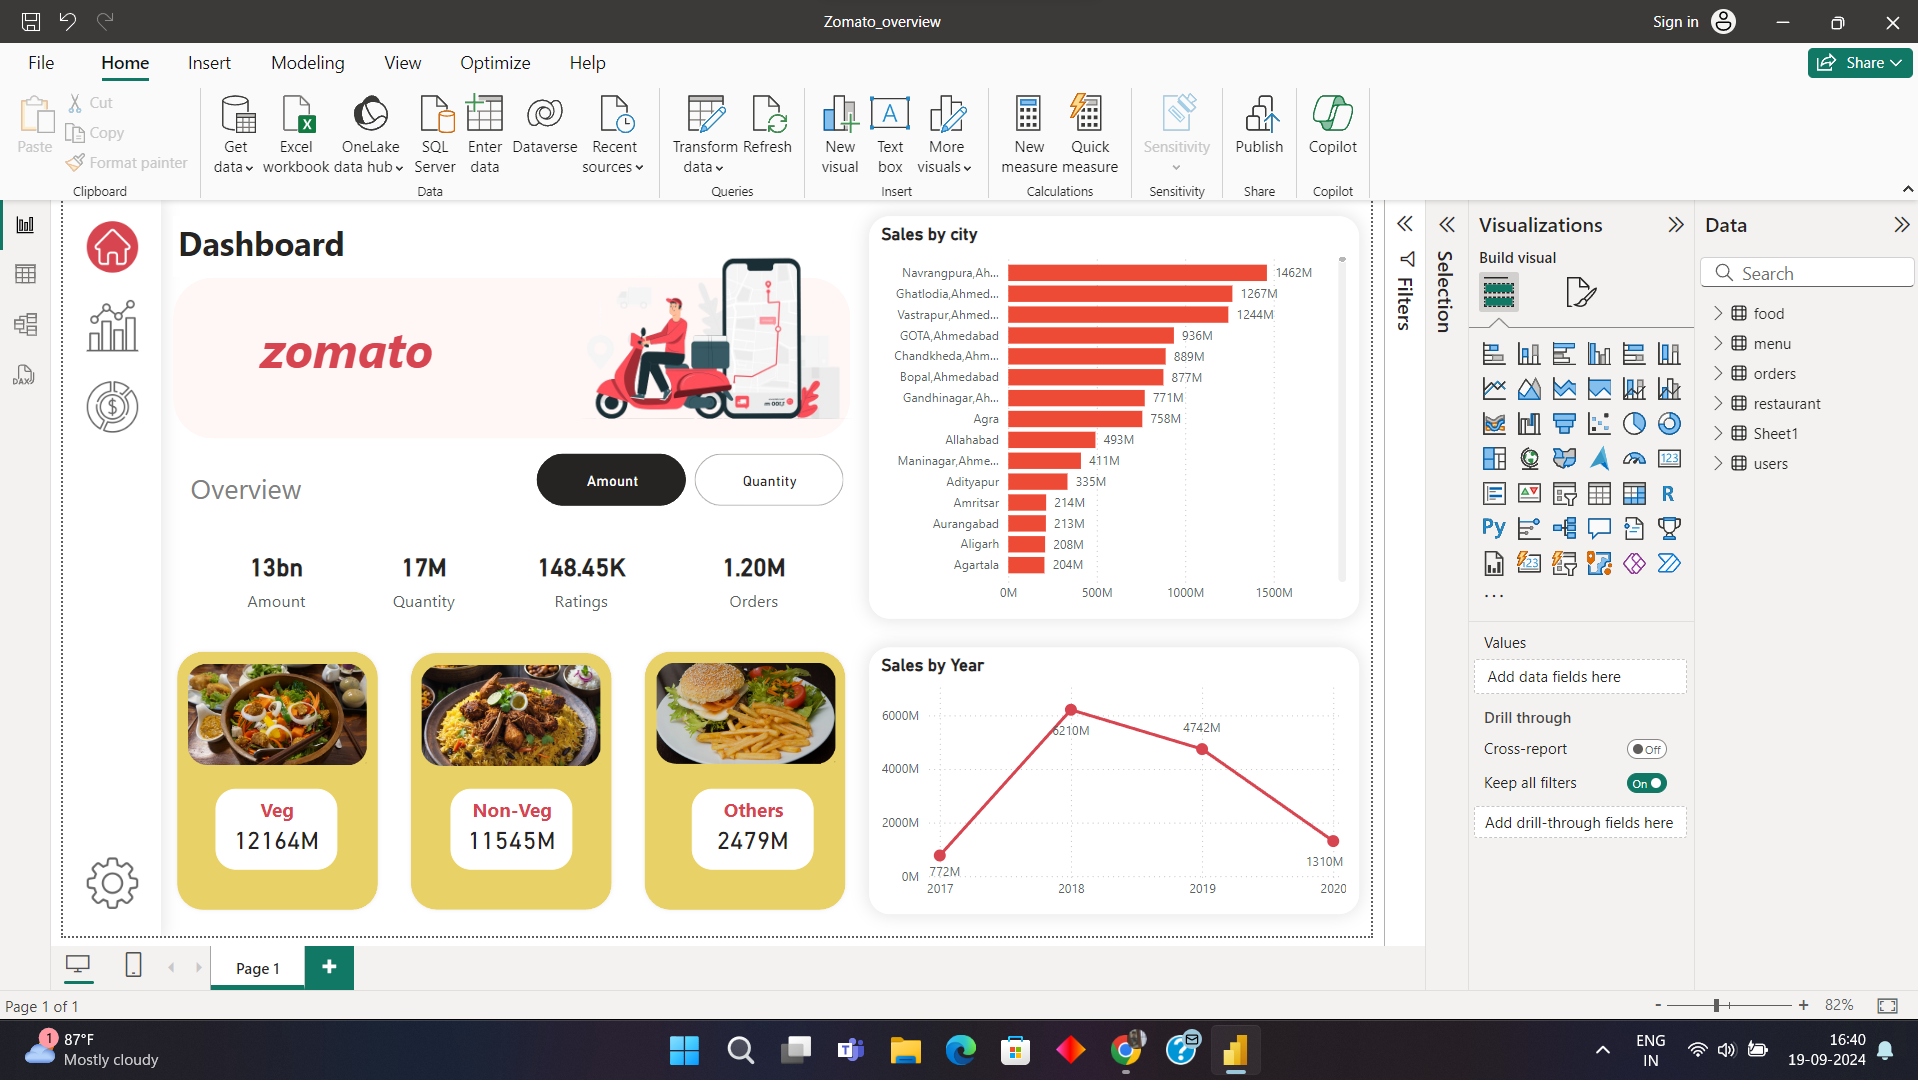 Zomato_overview
Sign in
File
Home
Insert
Modeling
View
Optimize
Help
Share
Paste
Cut
Copy
Format painter
Clipboard
Get data
Excel workbook
OneLake data hub
SQL Server
Enter data
Dataverse
Recent sources
Data
Transform data
Refresh
Queries
New visual
Text box
More visuals
Insert
New measure
Quick measure
Calculations
Sensitivity
Sensitivity
Publish
Share
Copilot
Copilot
Dashboard
zomato
Overview
Amount
Quantity
13bn
Amount
17M
Quantity
148.45K
Ratings
1.20M
Orders
Veg
12164M
Non-Veg
11545M
Others
2479M
Sales by city
Navrangpura,Ah... 1462M
Ghatlodia,Ahmed... 1267M
Vastrapur,Ahmed... 1244M
GOTA,Ahmedabad 936M
Chandkheda,Ahm... 889M
Bopal,Ahmedabad 877M
Gandhinagar,Ah... 771M
Agra 758M
Allahabad 493M
Maninagar,Ahme... 411M
Adityapur 335M
Amritsar 214M
Aurangabad 213M
Aligarh 208M
Agartala 204M
0M 500M 1000M 1500M
Sales by Year
6000M
4000M
2000M
0M
772M
6210M
4742M
1310M
2017 2018 2019 2020
Filters
Selection
Visualizations
Build visual
123
R
Py
123
...
Values
Add data fields here
Drill through
Cross-report
Off
Keep all filters
On
Add drill-through fields here
Data
Search
food
menu
orders
restaurant
Sheet1
users
Page 1
+
Page 1 of 1
- + 82%
1
87°F
Mostly cloudy
ENG
IN
16:40
19-09-2024